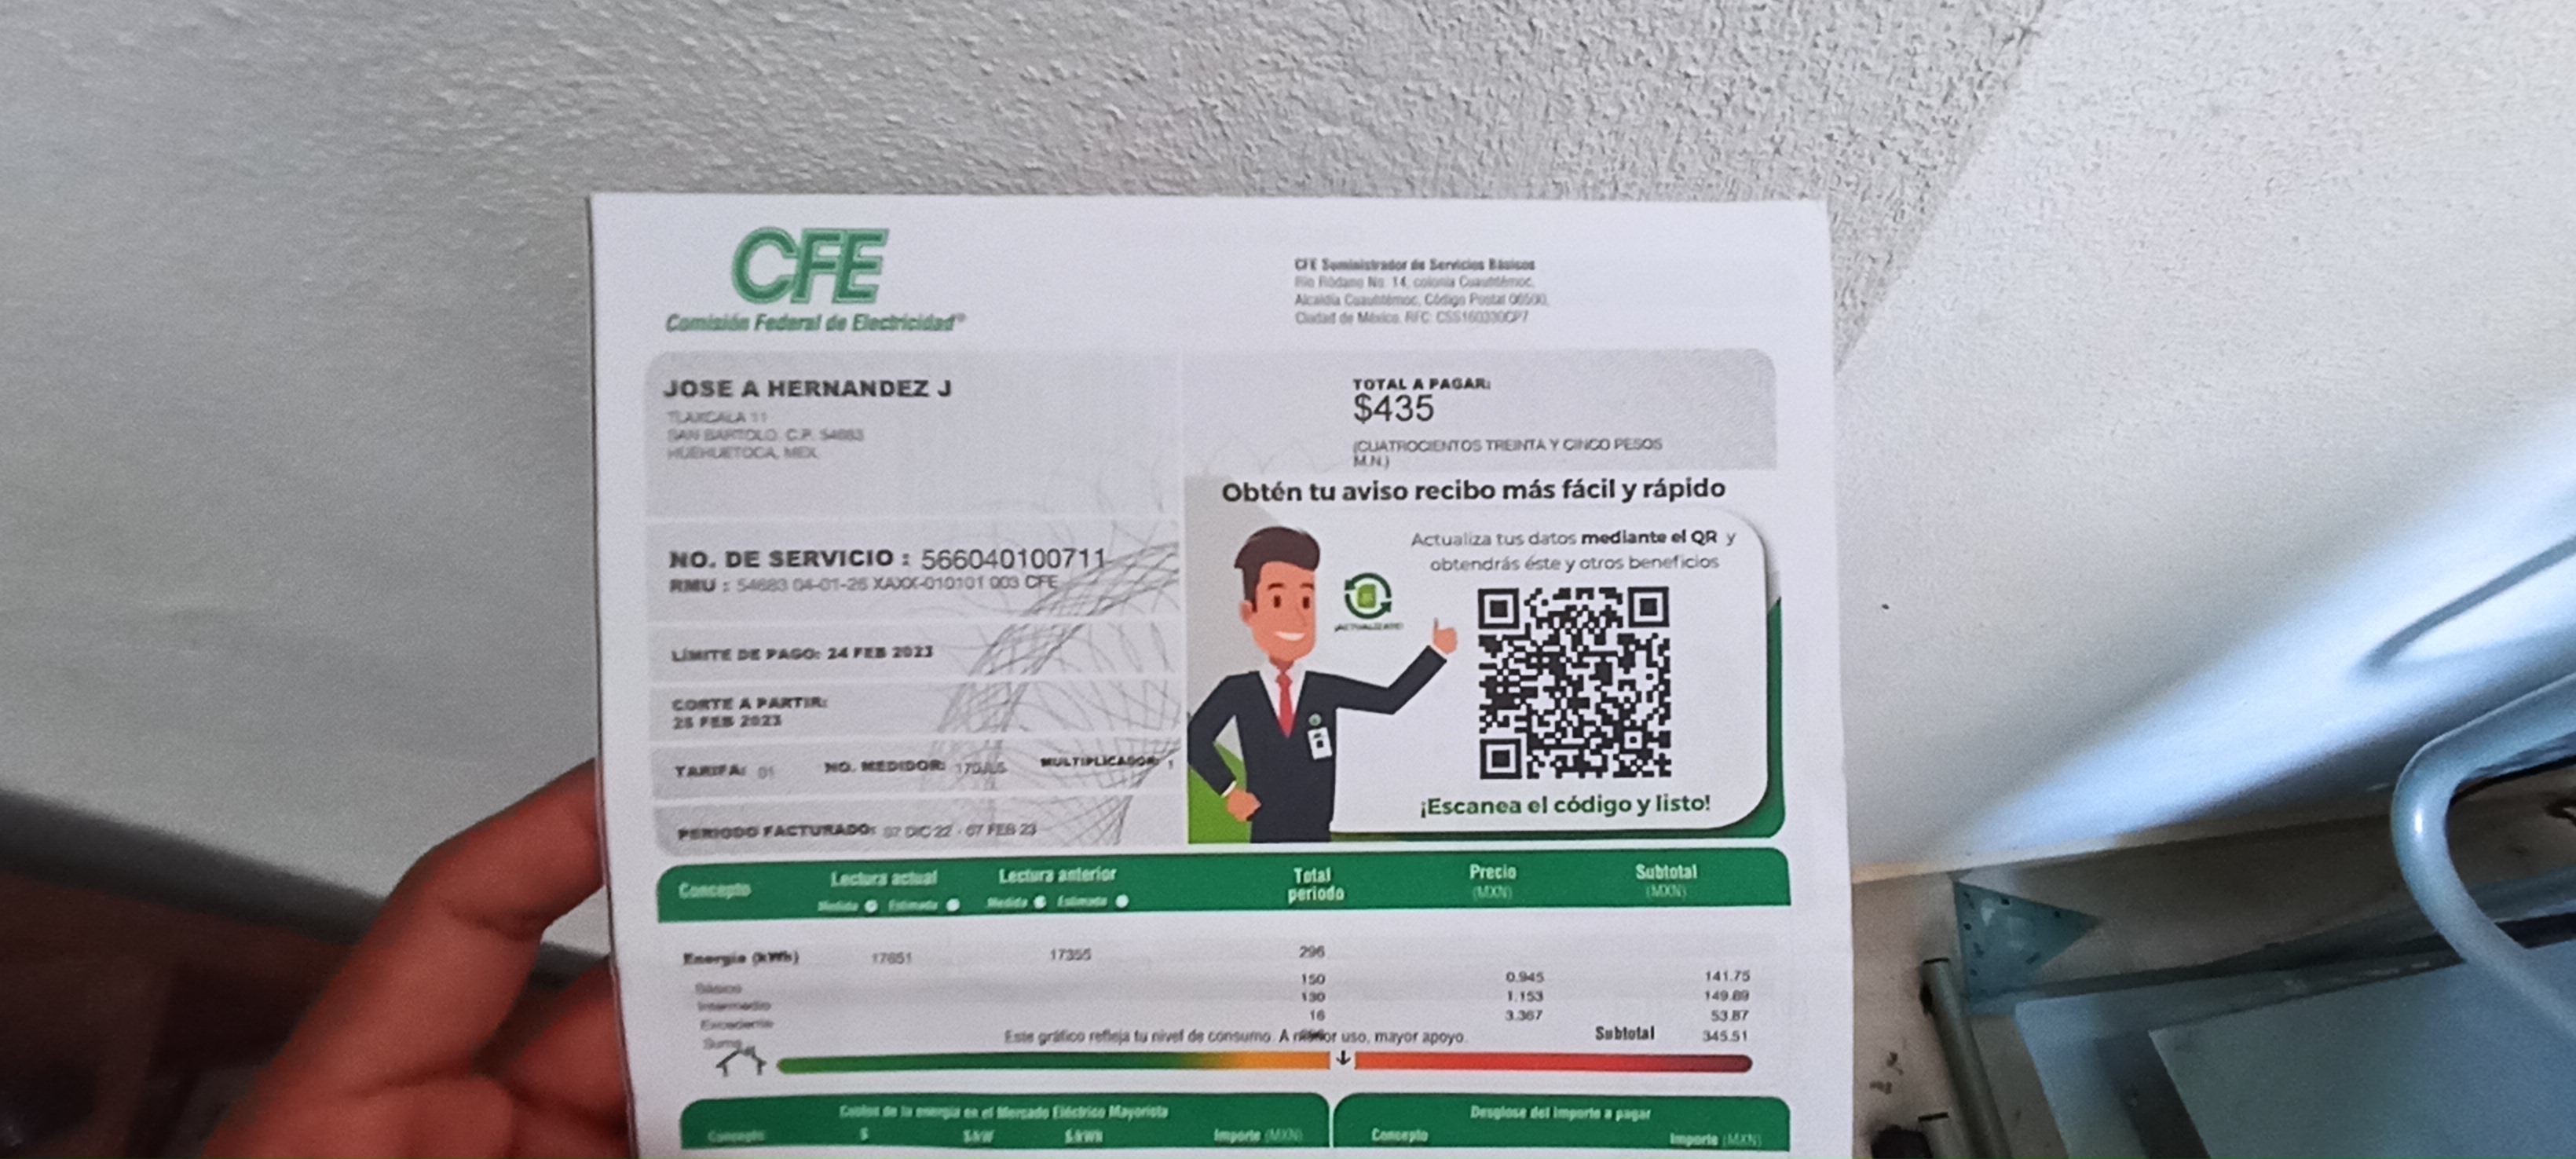 CFE
Comisión Federal de Electricidad®
CFE Suministrador de Servicios Básicos
Río Ródano No. 14, colonia Cuauhtémoc,
Alcaldía Cuauhtémoc, Código Postal 06500,
Ciudad de México. RFC: CSS160330CP7
JOSE A HERNANDEZ J
TLAXCALA 11
SAN BARTOLO. C.P. 54683
HUEHUETOCA, MEX.
TOTAL A PAGAR:
$435
(CUATROCIENTOS TREINTA Y CINCO PESOS
M.N.)
Obtén tu aviso recibo más fácil y rápido
Actualiza tus datos mediante el QR y
obtendrás éste y otros beneficios
¡ACTUALÍZATE!
¡Escanea el código y listo!
NO. DE SERVICIO : 566040100711
RMU : 54683 04-01-26 XAXX-010101 003 CFE
LÍMITE DE PAGO: 24 FEB 2023
CORTE A PARTIR:
25 FEB 2023
TARIFA: 01 NO. MEDIDOR: MULTIPLICADOR: 1
PERIODO FACTURADO: 07 DIC 22 - 07 FEB 23
Concepto Lectura actual Lectura anterior Total periodo Precio (MXN) Subtotal (MXN)
Medida Estimada Medida Estimada
Energía (kWh) 17651 17355 296
Básico 150 0.945 141.75
Intermedio 130 1.153 149.89
Excedente 16 3.367 53.87
Suma Subtotal 345.51
Este gráfico refleja tu nivel de consumo. A menor uso, mayor apoyo.
Costos de la energía en el Mercado Eléctrico Mayorista
Concepto $ $/kW $/kWh Importe (MXN)
Desglose del importe a pagar
Concepto Importe (MXN)